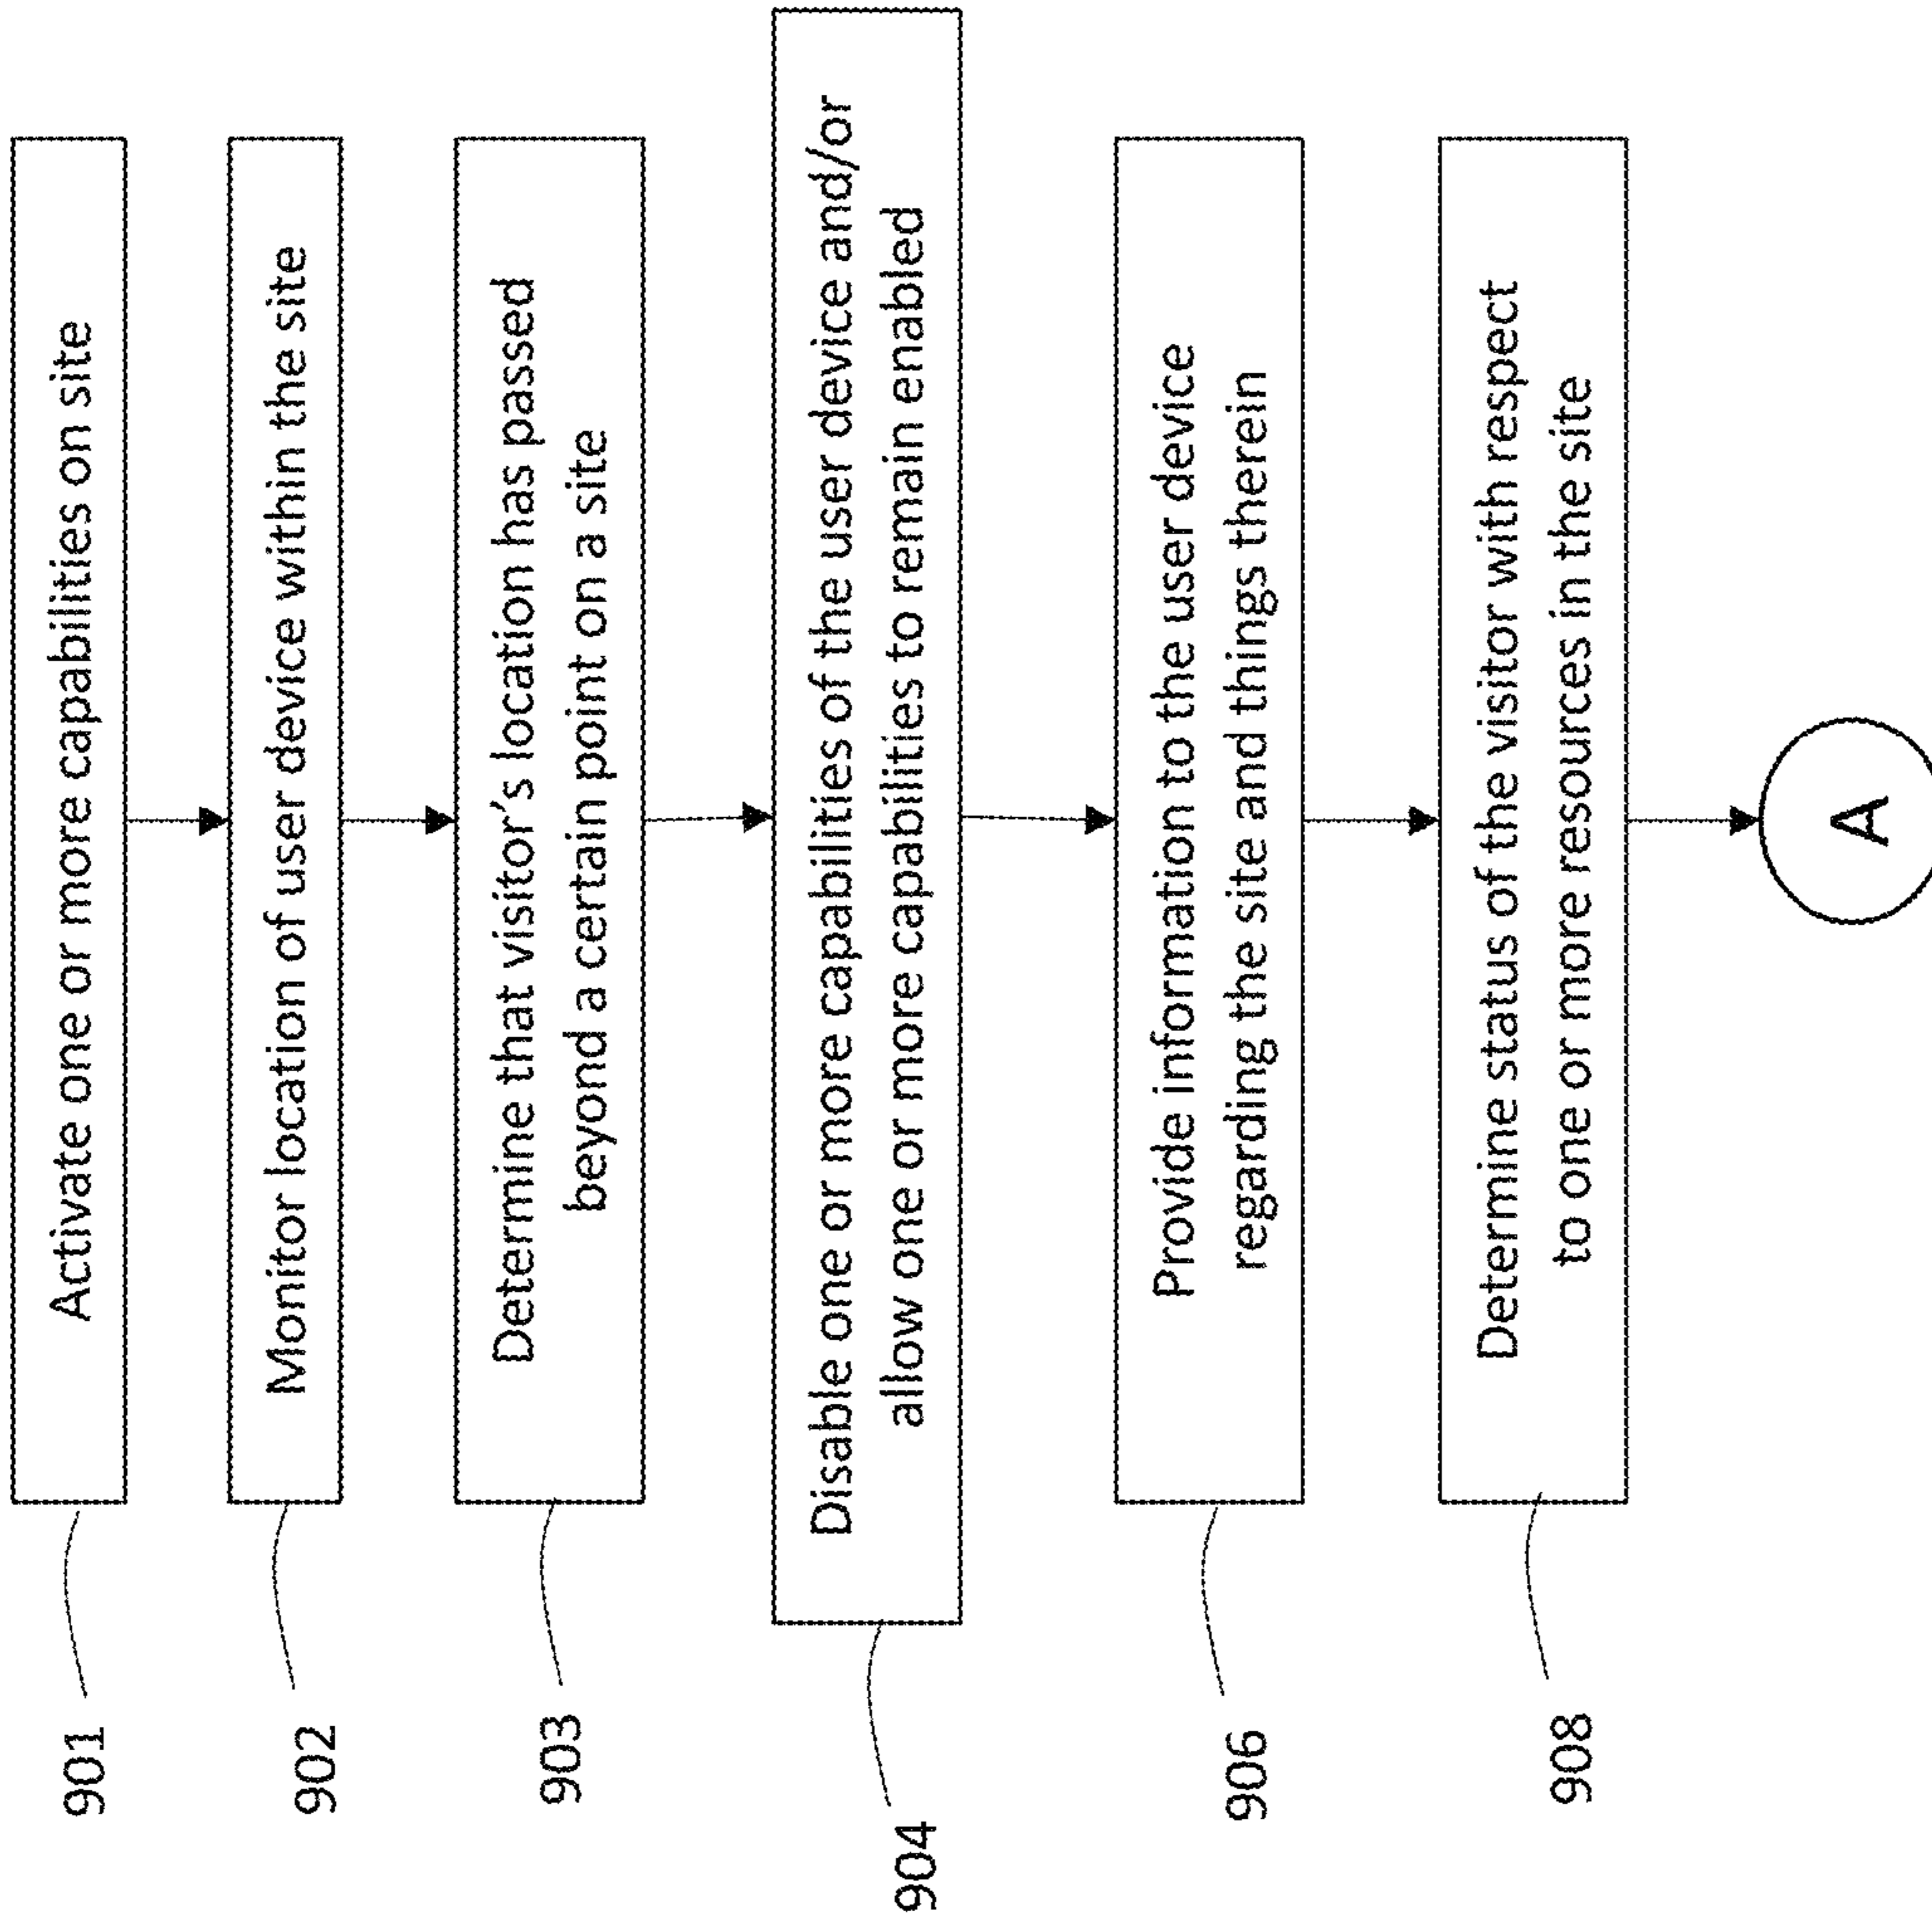 901
Activate one or more capabilities on site
902
Monitor location of user device within the site
903
Determine that visitor's location has passed
beyond a certain point on a site
904
Disable one or more capabilities of the user device and/or
allow one or more capabilities to remain enabled
906
Provide information to the user device
regarding the site and things therein
908
Determine status of the visitor with respect
to one or more resources in the site
A